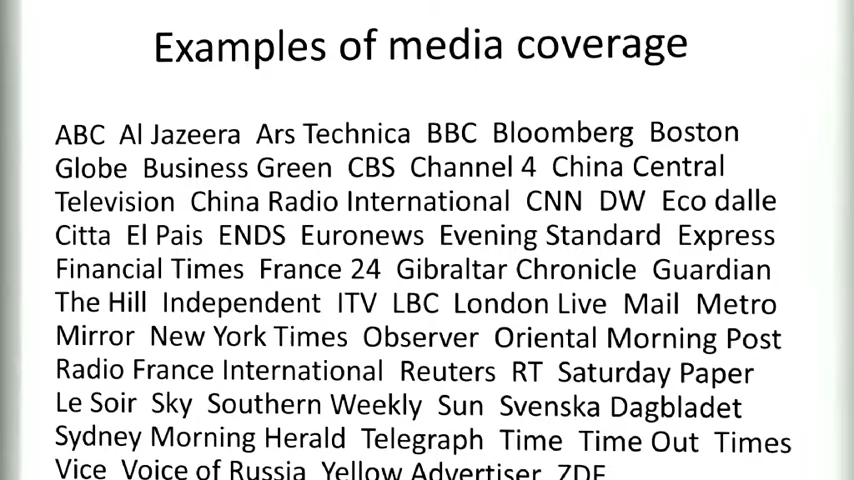 Examples of media coverage
ABC Al Jazeera Ars Technica BBC Bloomberg Boston
Globe Business Green CBS Channel 4 China Central
Television China Radio International CNN DW Eco dalle
Citta El Pais ENDS Euronews Evening Standard Express
Financial Times France 24 Gibraltar Chronicle Guardian
The Hill Independent ITV LBC London Live Mail Metro
Mirror New York Times Observer Oriental Morning Post
Radio France International Reuters RT Saturday Paper
Le Soir Sky Southern Weekly Sun Svenska Dagbladet
Sydney Morning Herald Telegraph Time Time Out Times
Vice Voice of Russia Yellow Advertiser ZDF